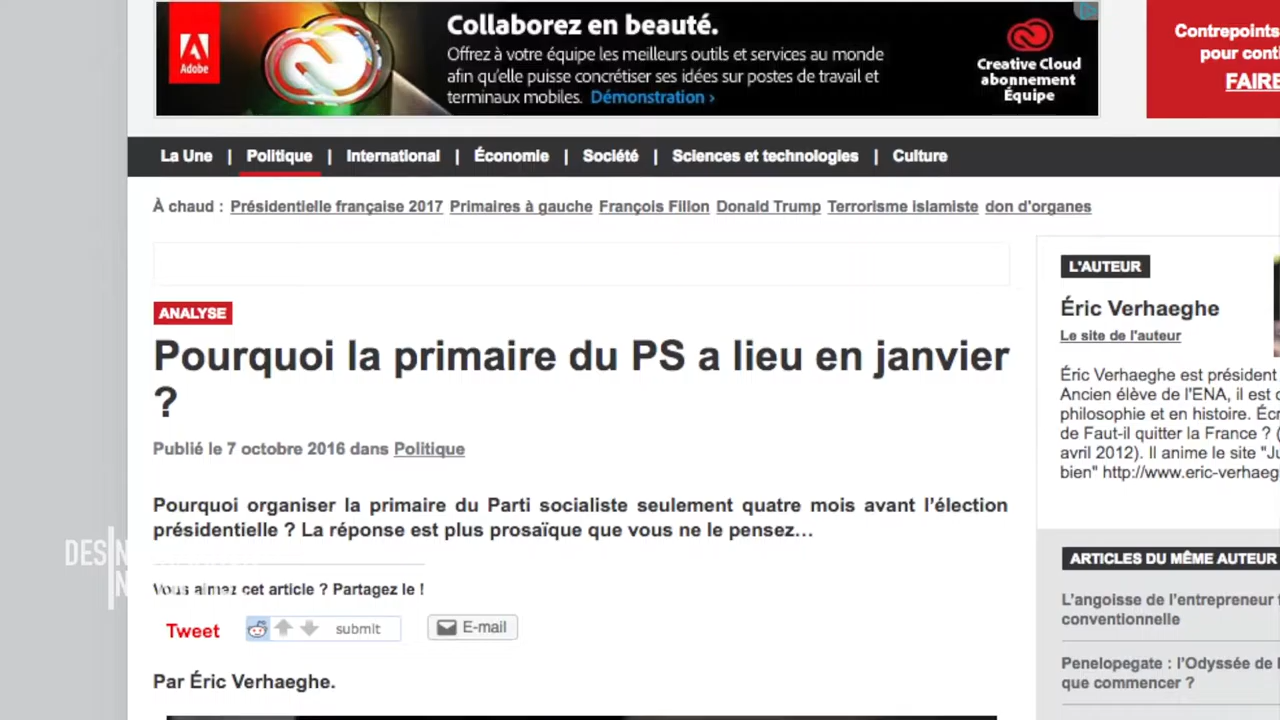 Adobe
Collaborez en beauté.
Offrez à votre équipe les meilleurs outils et services au monde
afin qu'elle puisse concrétiser ses idées sur postes de travail et
terminaux mobiles. Démonstration ›
Creative Cloud
abonnement
Équipe
Contrepoints
pour conti
FAIRE
La Une | Politique | International | Économie | Société | Sciences et technologies | Culture
À chaud : Présidentielle française 2017 Primaires à gauche François Fillon Donald Trump Terrorisme islamiste don d'organes
ANALYSE
Pourquoi la primaire du PS a lieu en janvier
?
Publié le 7 octobre 2016 dans Politique
Pourquoi organiser la primaire du Parti socialiste seulement quatre mois avant l'élection
présidentielle ? La réponse est plus prosaïque que vous ne le pensez…
Vous aimez cet article ? Partagez le !
Tweet
submit
E-mail
Par Éric Verhaeghe.
L'AUTEUR
Éric Verhaeghe
Le site de l'auteur
Éric Verhaeghe est président
Ancien élève de l'ENA, il est
philosophie et en histoire. Écr
de Faut-il quitter la France ? (
avril 2012). Il anime le site "Ju
bien" http://www.eric-verhaeg
ARTICLES DU MÊME AUTEUR
L'angoisse de l'entrepreneur
conventionnelle
Penelopegate : l'Odyssée de
que commencer ?
DES